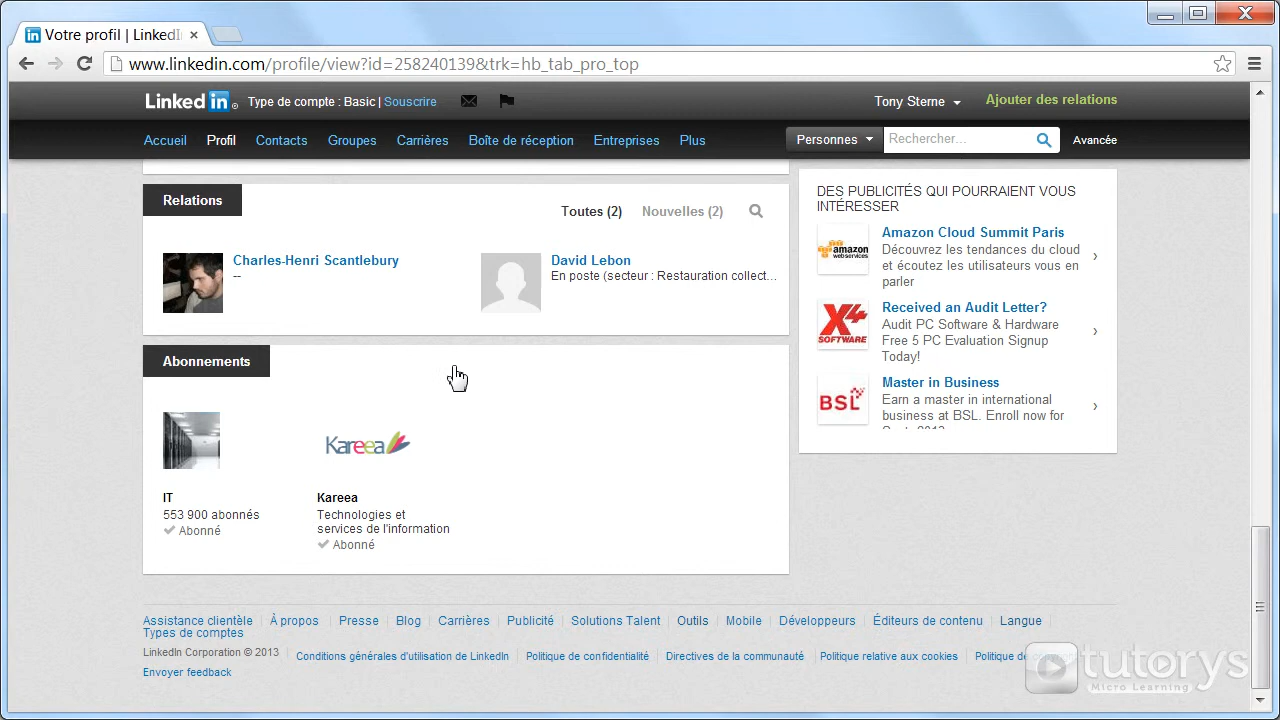 Votre profil | LinkedI
www.linkedin.com/profile/view?id=258240139&trk=hb_tab_pro_top
Linked in. Type de compte : Basic | Souscrire
Tony Sterne
Ajouter des relations
Accueil Profil Contacts Groupes Carrières Boîte de réception Entreprises Plus
Personnes Rechercher... Avancée
Relations
Toutes (2) Nouvelles (2)
Charles-Henri Scantlebury
--
David Lebon
En poste (secteur : Restauration collect...
Abonnements
Kareea
IT
553 900 abonnés
Abonné
Kareea
Technologies et
services de l'information
Abonné
DES PUBLICITÉS QUI POURRAIENT VOUS
INTÉRESSER
amazon
webservices
Amazon Cloud Summit Paris
Découvrez les tendances du cloud
et écoutez les utilisateurs vous en
parler
X4
SOFTWARE
Received an Audit Letter?
Audit PC Software & Hardware
Free 5 PC Evaluation Signup
Today!
BSL
Master in Business
Earn a master in international
business at BSL. Enroll now for
Assistance clientèle À propos Presse Blog Carrières Publicité Solutions Talent Outils Mobile Développeurs Éditeurs de contenu Langue
Types de comptes
LinkedIn Corporation © 2013 Conditions générales d'utilisation de LinkedIn Politique de confidentialité Directives de la communauté Politique relative aux cookies Politique de
Envoyer feedback
tutorys
Micro Learning